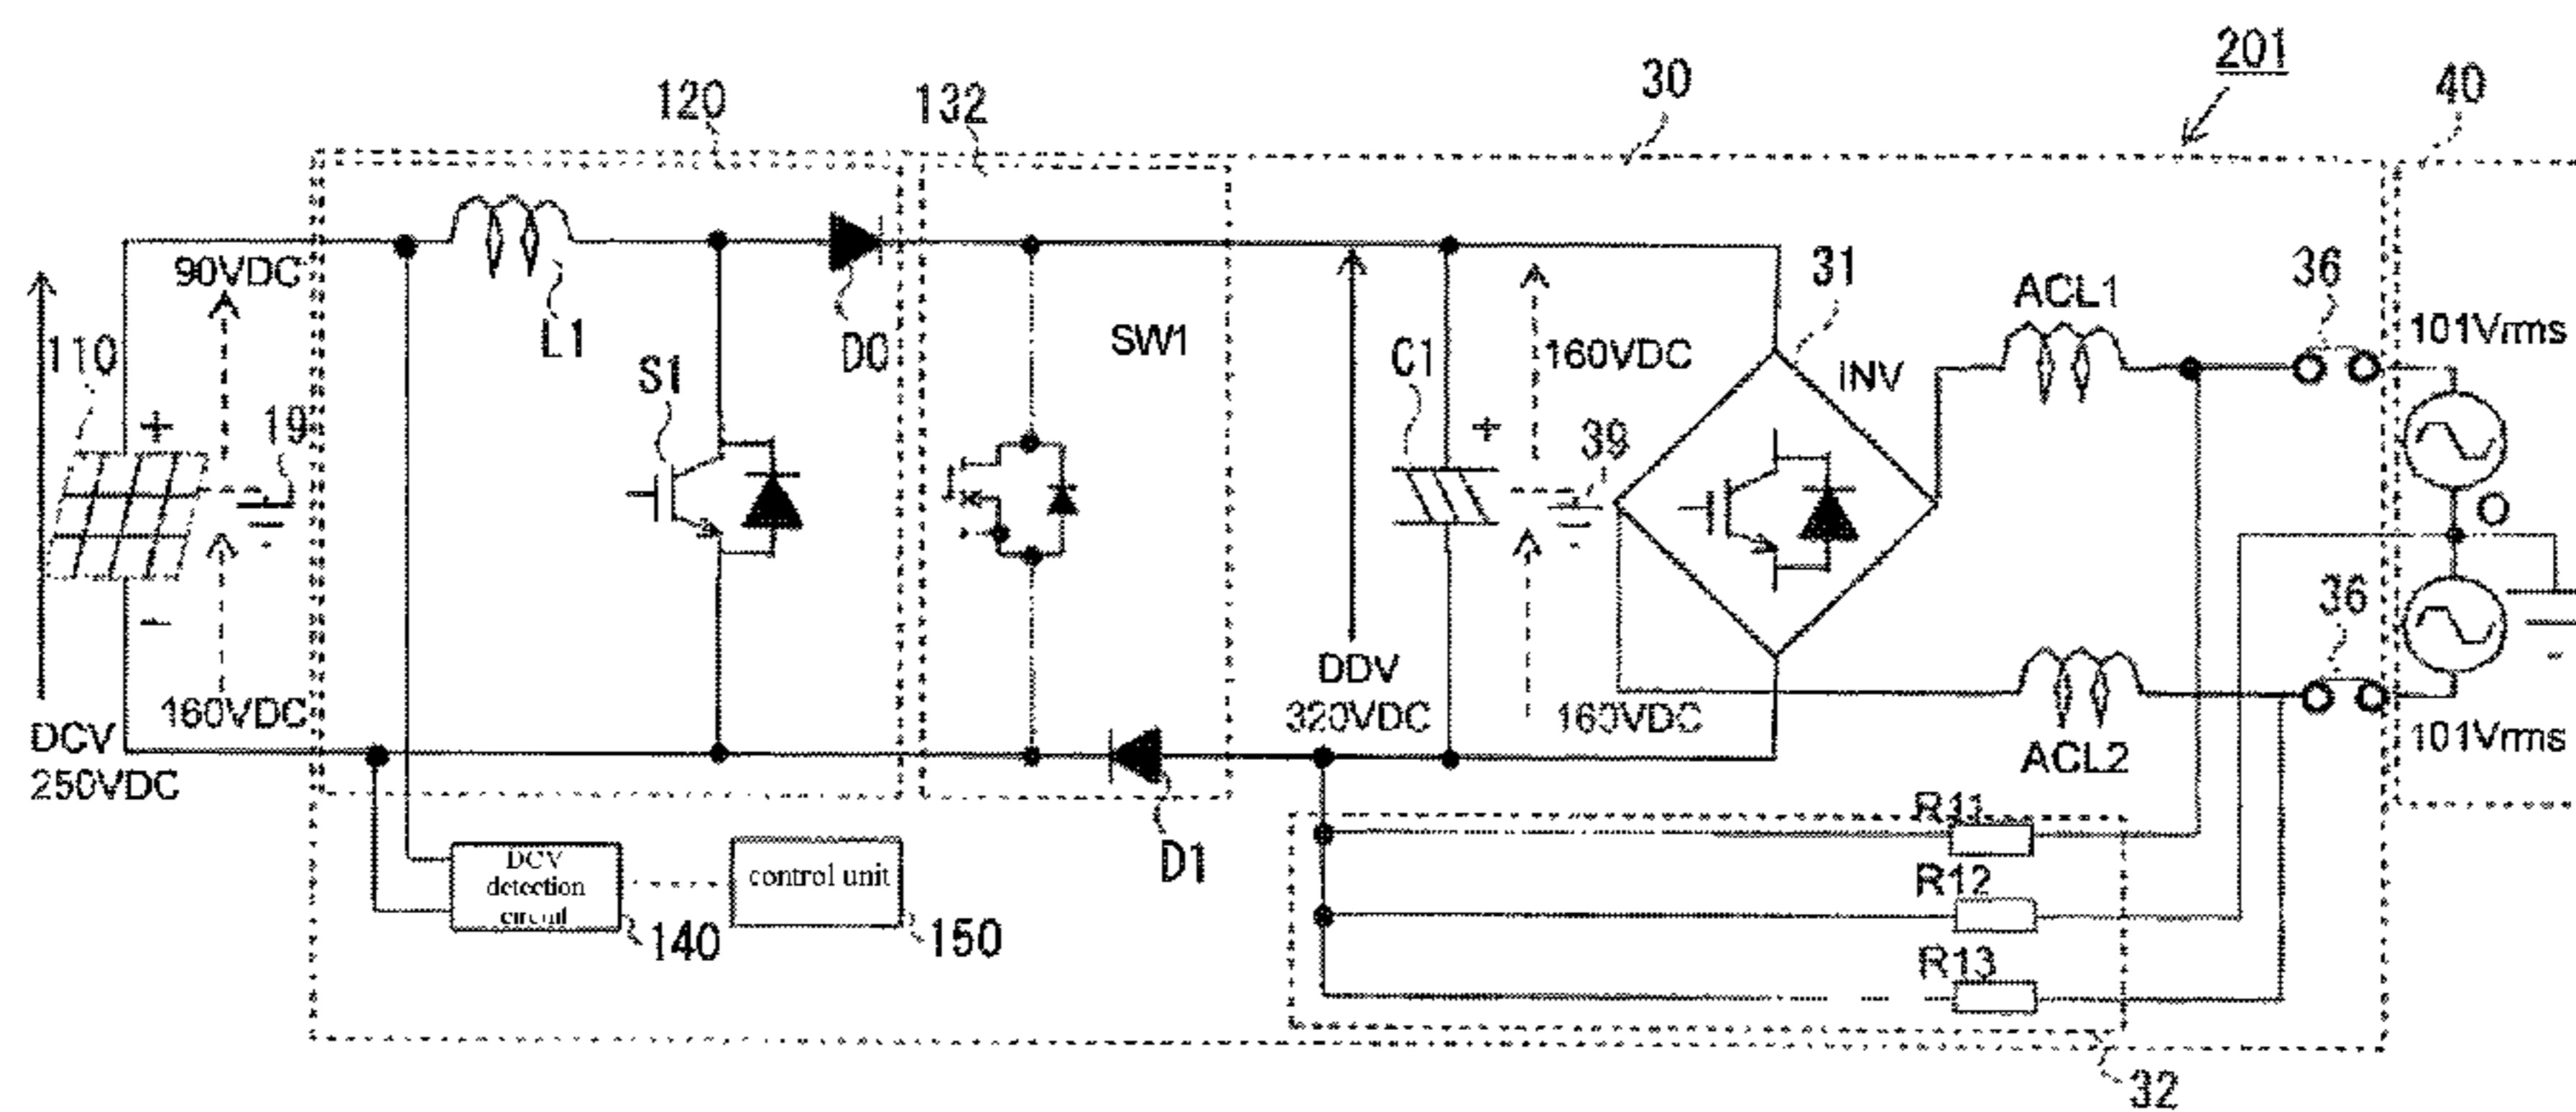 201
120
132
30
40
90VDC
31
36
ACL1
101Vrms
110
L1
D0
SW1
160VDC
C1
INV
S1
+
19
+
39
O
36
−
160VDC
DDV
320VDC
160VDC
DCV
250VDC
ACL2
101Vrms
R11
D1
DCV
detection
circuit
control unit
R12
140
150
R13
32